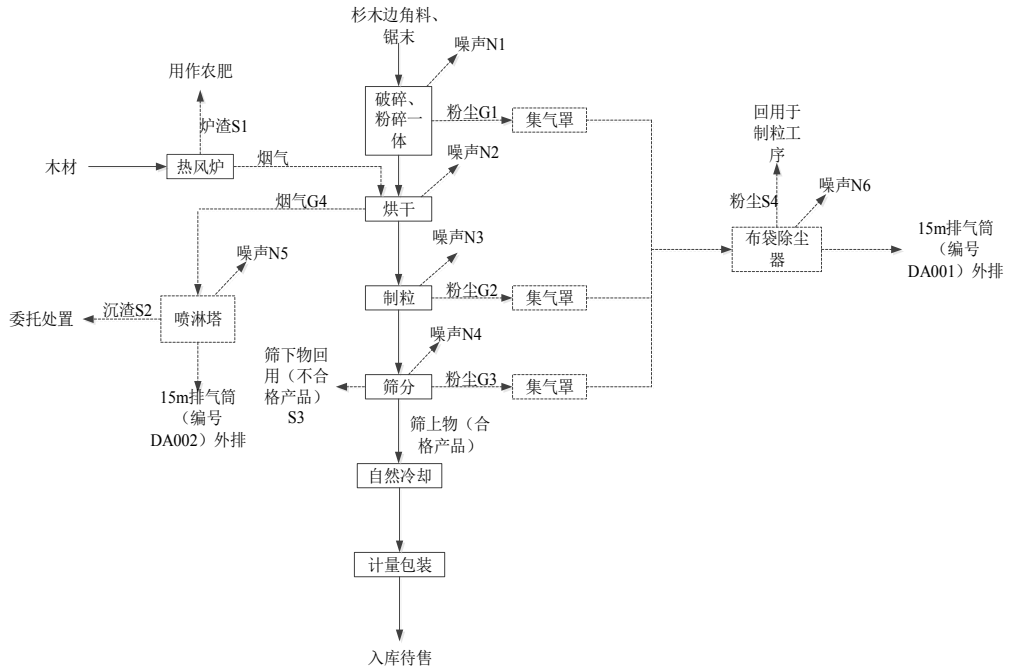 杉木边角料、
锯末
噪声N1
用作农肥
破碎、
粉碎一
体
粉尘G1
集气罩
回用于
制粒工
序
炉渣S1
木材
热风炉
烟气
噪声N2
烟气G4
烘干
粉尘S4
噪声N6
布袋除尘
器
15m排气筒
（编号
DA001）外排
噪声N5
噪声N3
制粒
粉尘G2
集气罩
委托处置
沉渣S2
喷淋塔
噪声N4
筛下物回
用（不合
格产品）
S3
筛分
粉尘G3
集气罩
15m排气筒
（编号
DA002）外排
筛上物（合
格产品）
自然冷却
计量包装
入库待售